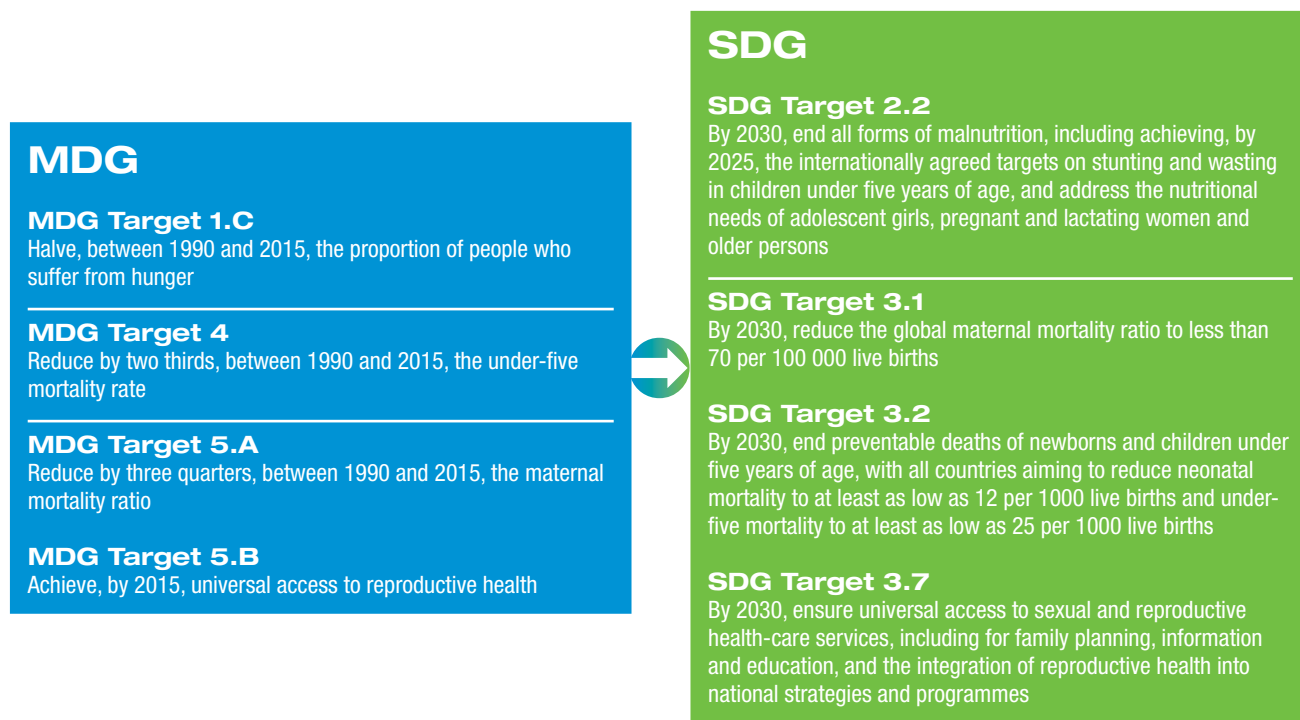 MDG
MDG Target 1.C
Halve, between 1990 and 2015, the proportion of people who
suffer from hunger
MDG Target 4
Reduce by two thirds, between 1990 and 2015, the under-five
mortality rate
MDG Target 5.A
Reduce by three quarters, between 1990 and 2015, the maternal
mortality ratio
MDG Target 5.B
Achieve, by 2015, universal access to reproductive health
SDG
SDG Target 2.2
By 2030, end all forms of malnutrition, including achieving, by
2025, the internationally agreed targets on stunting and wasting
in children under five years of age, and address the nutritional
needs of adolescent girls, pregnant and lactating women and
older persons
SDG Target 3.1
By 2030, reduce the global maternal mortality ratio to less than
70 per 100 000 live births
SDG Target 3.2
By 2030, end preventable deaths of newborns and children under
five years of age, with all countries aiming to reduce neonatal
mortality to at least as low as 12 per 1000 live births and under-
five mortality to at least as low as 25 per 1000 live births
SDG Target 3.7
By 2030, ensure universal access to sexual and reproductive
health-care services, including for family planning, information
and education, and the integration of reproductive health into
national strategies and programmes